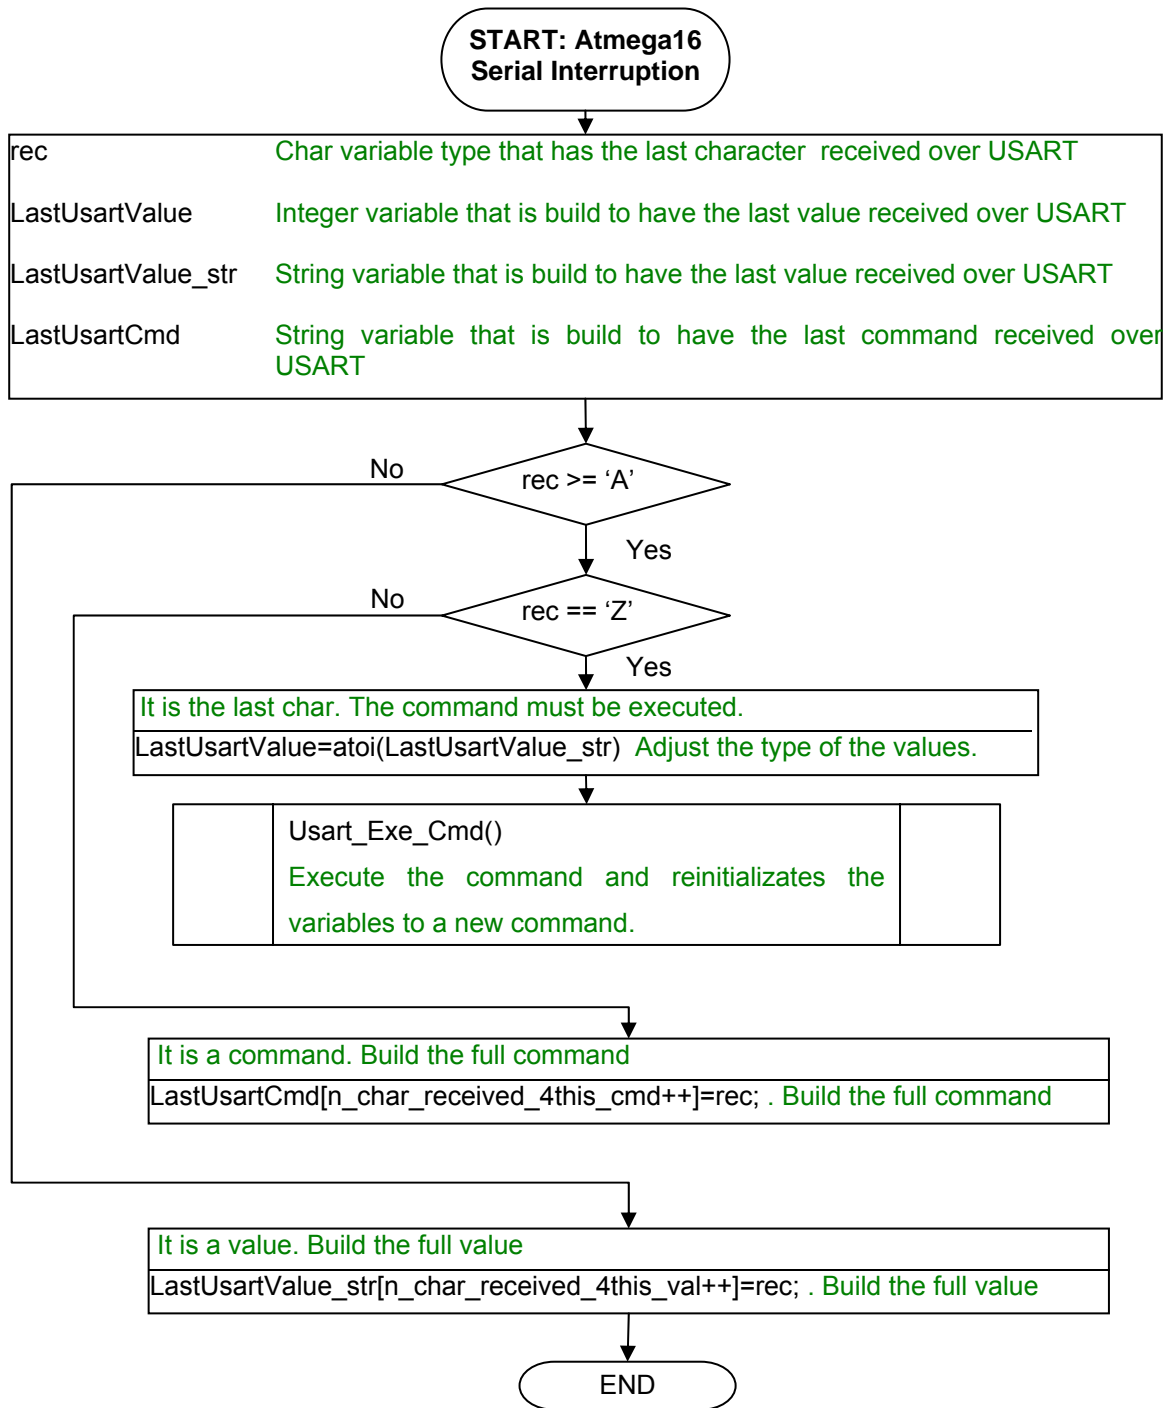 START: Atmega16
Serial Interruption
rec Char variable type that has the last character received over USART
LastUsartValue Integer variable that is build to have the last value received over USART
LastUsartValue_str String variable that is build to have the last value received over USART
LastUsartCmd String variable that is build to have the last command received over
USART
No
rec >= ‘A’
Yes
No
rec == ‘Z’
Yes
It is the last char. The command must be executed.
LastUsartValue=atoi(LastUsartValue_str) Adjust the type of the values.
Usart_Exe_Cmd()
Execute the command and reinitializates the
variables to a new command.
It is a command. Build the full command
LastUsartCmd[n_char_received_4this_cmd++]=rec; . Build the full command
It is a value. Build the full value
LastUsartValue_str[n_char_received_4this_val++]=rec; . Build the full value
END